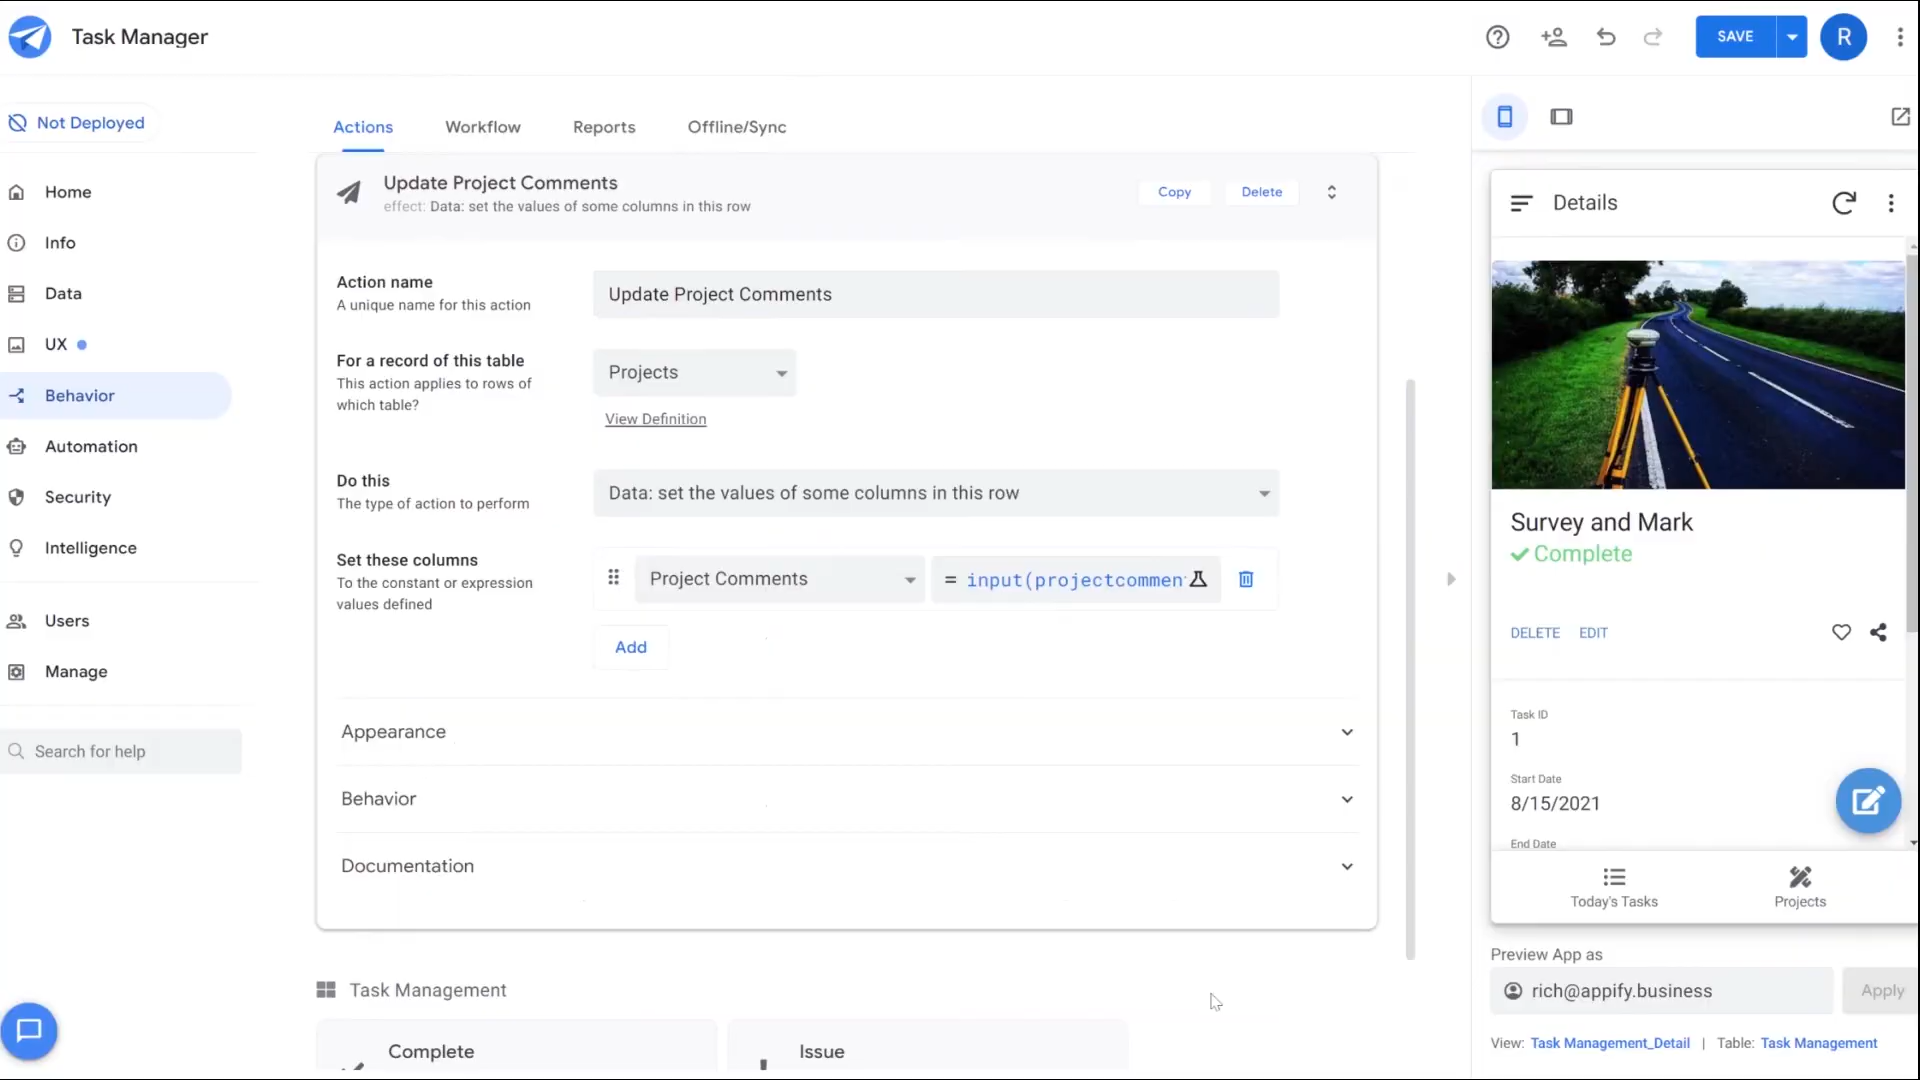 Task Manager
SAVE
R
Not Deployed
Home
Info
Data
UX
Behavior
Automation
Security
Intelligence
Users
Manage
Search for help
Actions
Workflow
Reports
Offline/Sync
Update Project Comments
effect: Data: set the values of some columns in this row
Copy
Delete
Action name
A unique name for this action
Update Project Comments
For a record of this table
This action applies to rows of
which table?
Projects
View Definition
Do this
The type of action to perform
Data: set the values of some columns in this row
Set these columns
To the constant or expression
values defined
Project Comments
= input(projectcommen
Add
Appearance
Behavior
Documentation
Task Management
Complete
Issue
Details
Survey and Mark
Complete
DELETE
EDIT
Task ID
1
Start Date
8/15/2021
End Date
Today's Tasks
Projects
Preview App as
rich@appify.business
Apply
View: Task Management_Detail | Table: Task Management